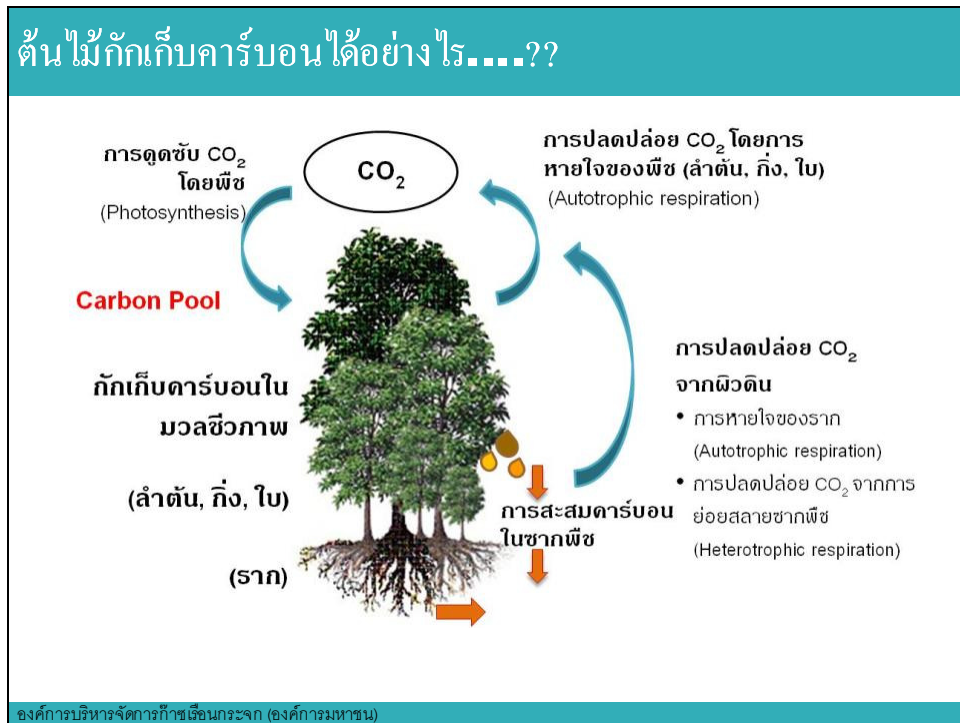 ต้นไม้กักเก็บคาร์บอนได้อย่างไร....??
การดูดซับ CO2
โดยพืช
(Photosynthesis)
CO2
การปลดปล่อย CO2 โดยการ
หายใจของพืช (ลำต้น, กิ่ง, ใบ)
(Autotrophic respiration)
Carbon Pool
กักเก็บคาร์บอนใน
มวลชีวภาพ
(ลำต้น, กิ่ง, ใบ)
(ราก)
การสะสมคาร์บอน
ในซากพืช
การปลดปล่อย CO2
จากผิวดิน
• การหายใจของราก
(Autotrophic respiration)
• การปลดปล่อย CO2 จากการ
ย่อยสลายซากพืช
(Heterotrophic respiration)
องค์การบริหารจัดการก๊าซเรือนกระจก (องค์การมหาชน)